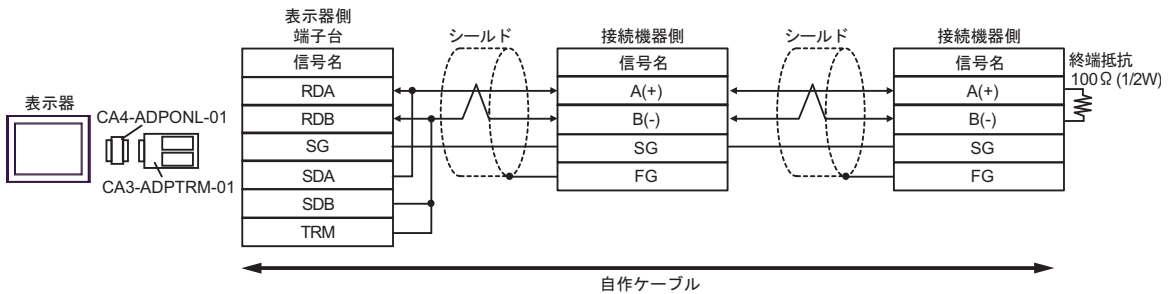 表示器
CA4-ADPONL-01
CA3-ADPTRM-01
表示器側
端子台
信号名
RDA
RDB
SG
SDA
SDB
TRM
シールド
接続機器側
信号名
A(+)
B(-)
SG
FG
シールド
接続機器側
信号名
A(+)
B(-)
SG
FG
終端抵抗
100Ω (1/2W)
自作ケーブル